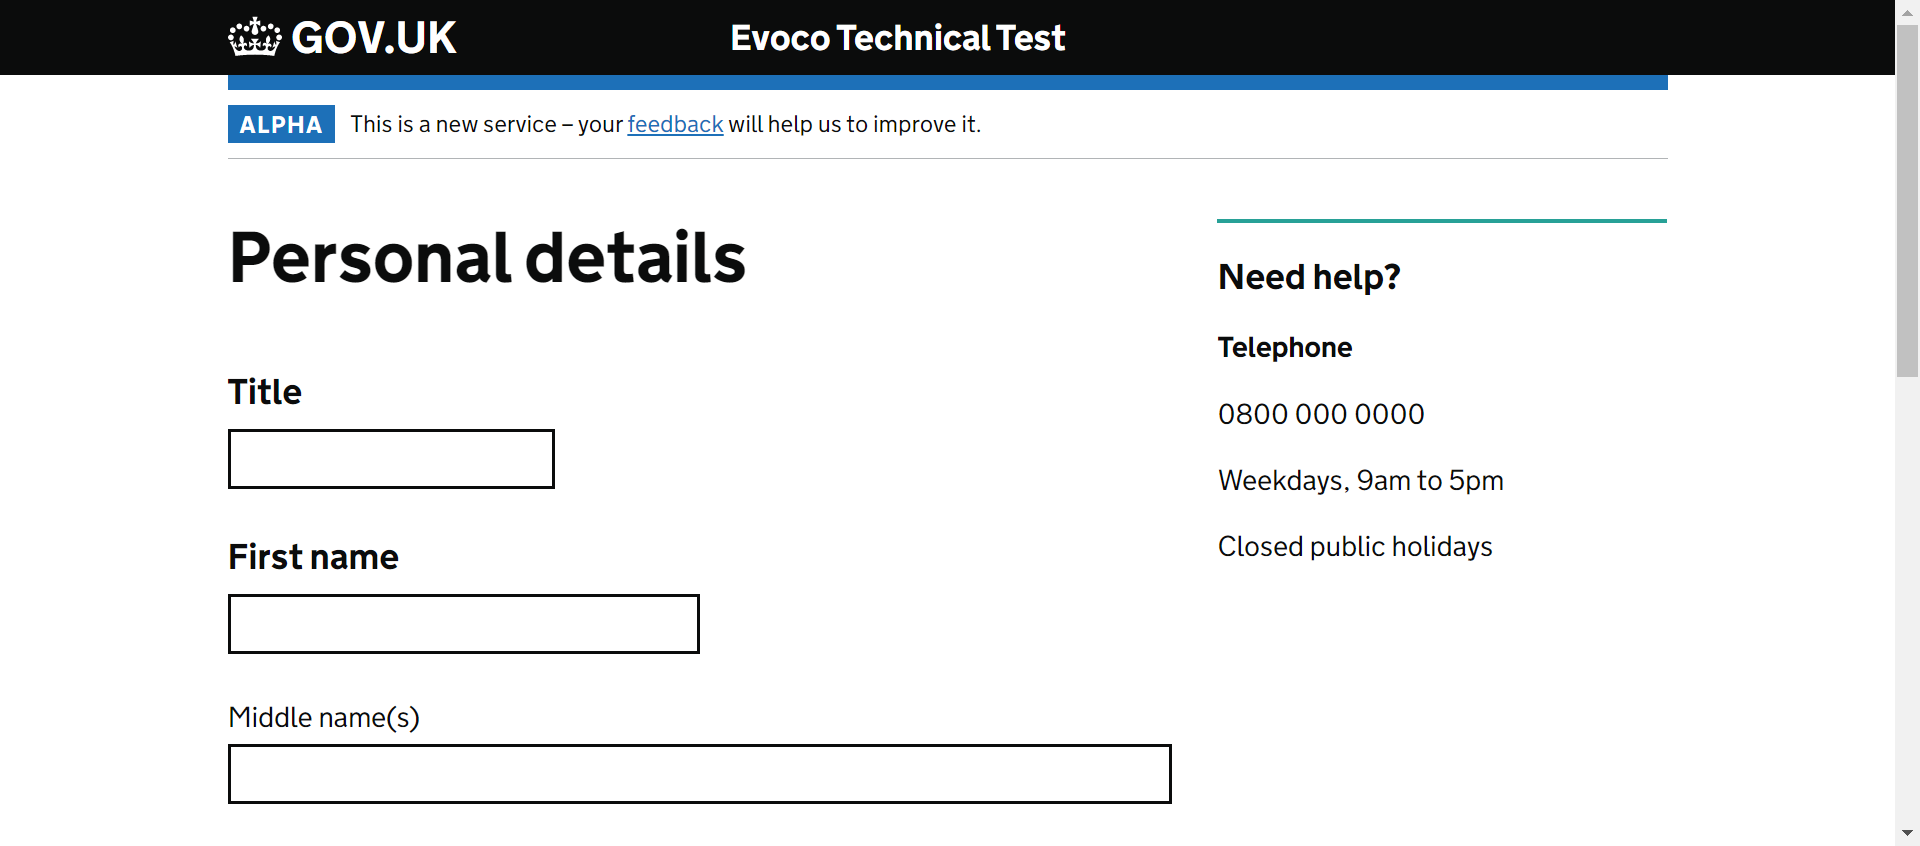 GOV.UK
Evoco Technical Test
ALPHA This is a new service – your feedback will help us to improve it.
Personal details
Title
First name
Middle name(s)
Need help?
Telephone
0800 000 0000
Weekdays, 9am to 5pm
Closed public holidays